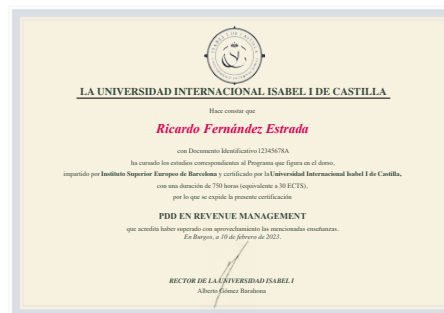 LA UNIVERSIDAD INTERNACIONAL ISABEL I DE CASTILLA
Hace constar que
Ricardo Fernández Estrada
con Documento Identificativo 12345678A
ha cursado los estudios correspondientes al Programa que figura en el dorso,
impartido por Instituto Superior Europeo de Barcelona y certificado por la Universidad Internacional Isabel I de Castilla,
con una duración de 750 horas (equivalente a 30 ECTS),
por lo que se expide la presente certificación
PDD EN REVENUE MANAGEMENT
que acredita haber superado con aprovechamiento las mencionadas enseñanzas.
En Burgos, a 10 de febrero de 2023.
RECTOR DE LA UNIVERSIDAD ISABEL I
Alberto Gómez Barahona